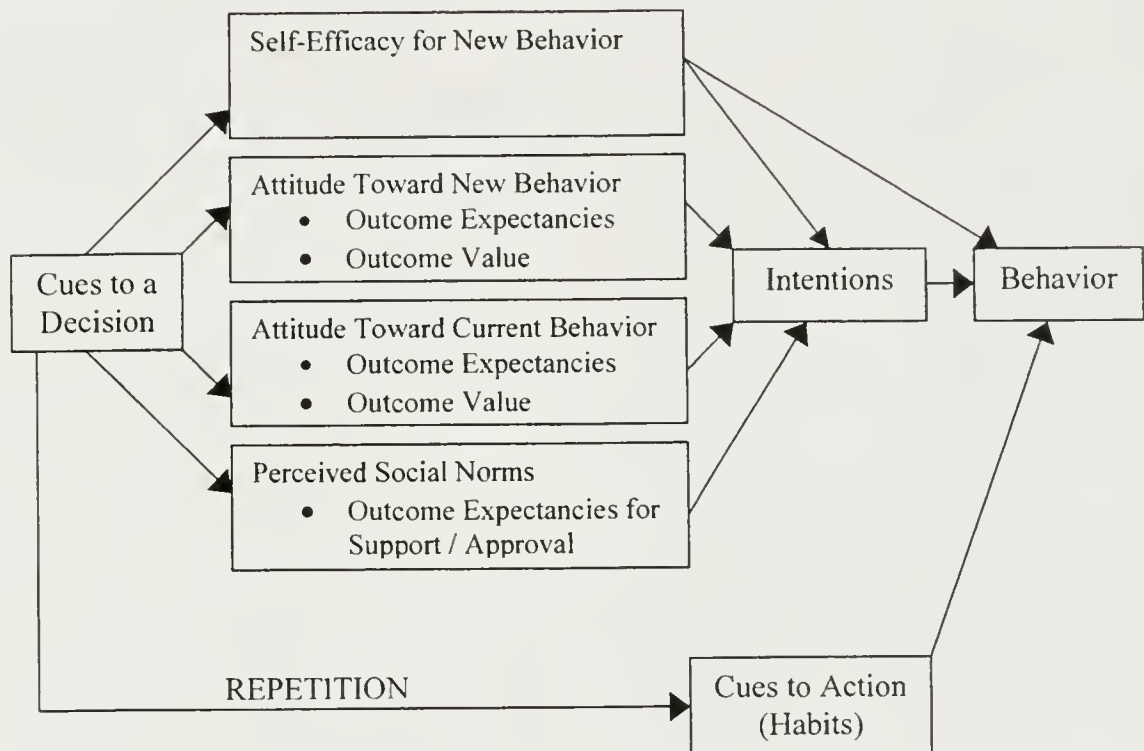 Self-Efficacy for New Behavior
Attitude Toward New Behavior
• Outcome Expectancies
• Outcome Value
Cues to a
Decision
Intentions
Behavior
Attitude Toward Current Behavior
• Outcome Expectancies
• Outcome Value
Perceived Social Norms
• Outcome Expectancies for
Support / Approval
REPETITION
Cues to Action
(Habits)